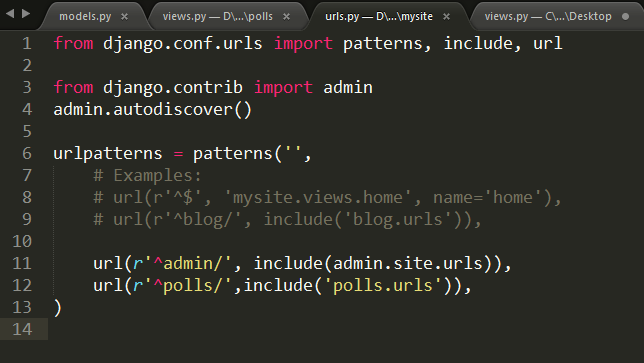 models.py × views.py — D\...\polls × urls.py — D\...\mysite × views.py — C\...\Desktop
1 from django.conf.urls import patterns, include, url
2
3 from django.contrib import admin
4 admin.autodiscover()
5
6 urlpatterns = patterns('',
7     # Examples:
8     # url(r'^$', 'mysite.views.home', name='home'),
9     # url(r'^blog/', include('blog.urls')),
10
11     url(r'^admin/', include(admin.site.urls)),
12     url(r'^polls/',include('polls.urls')),
13 )
14